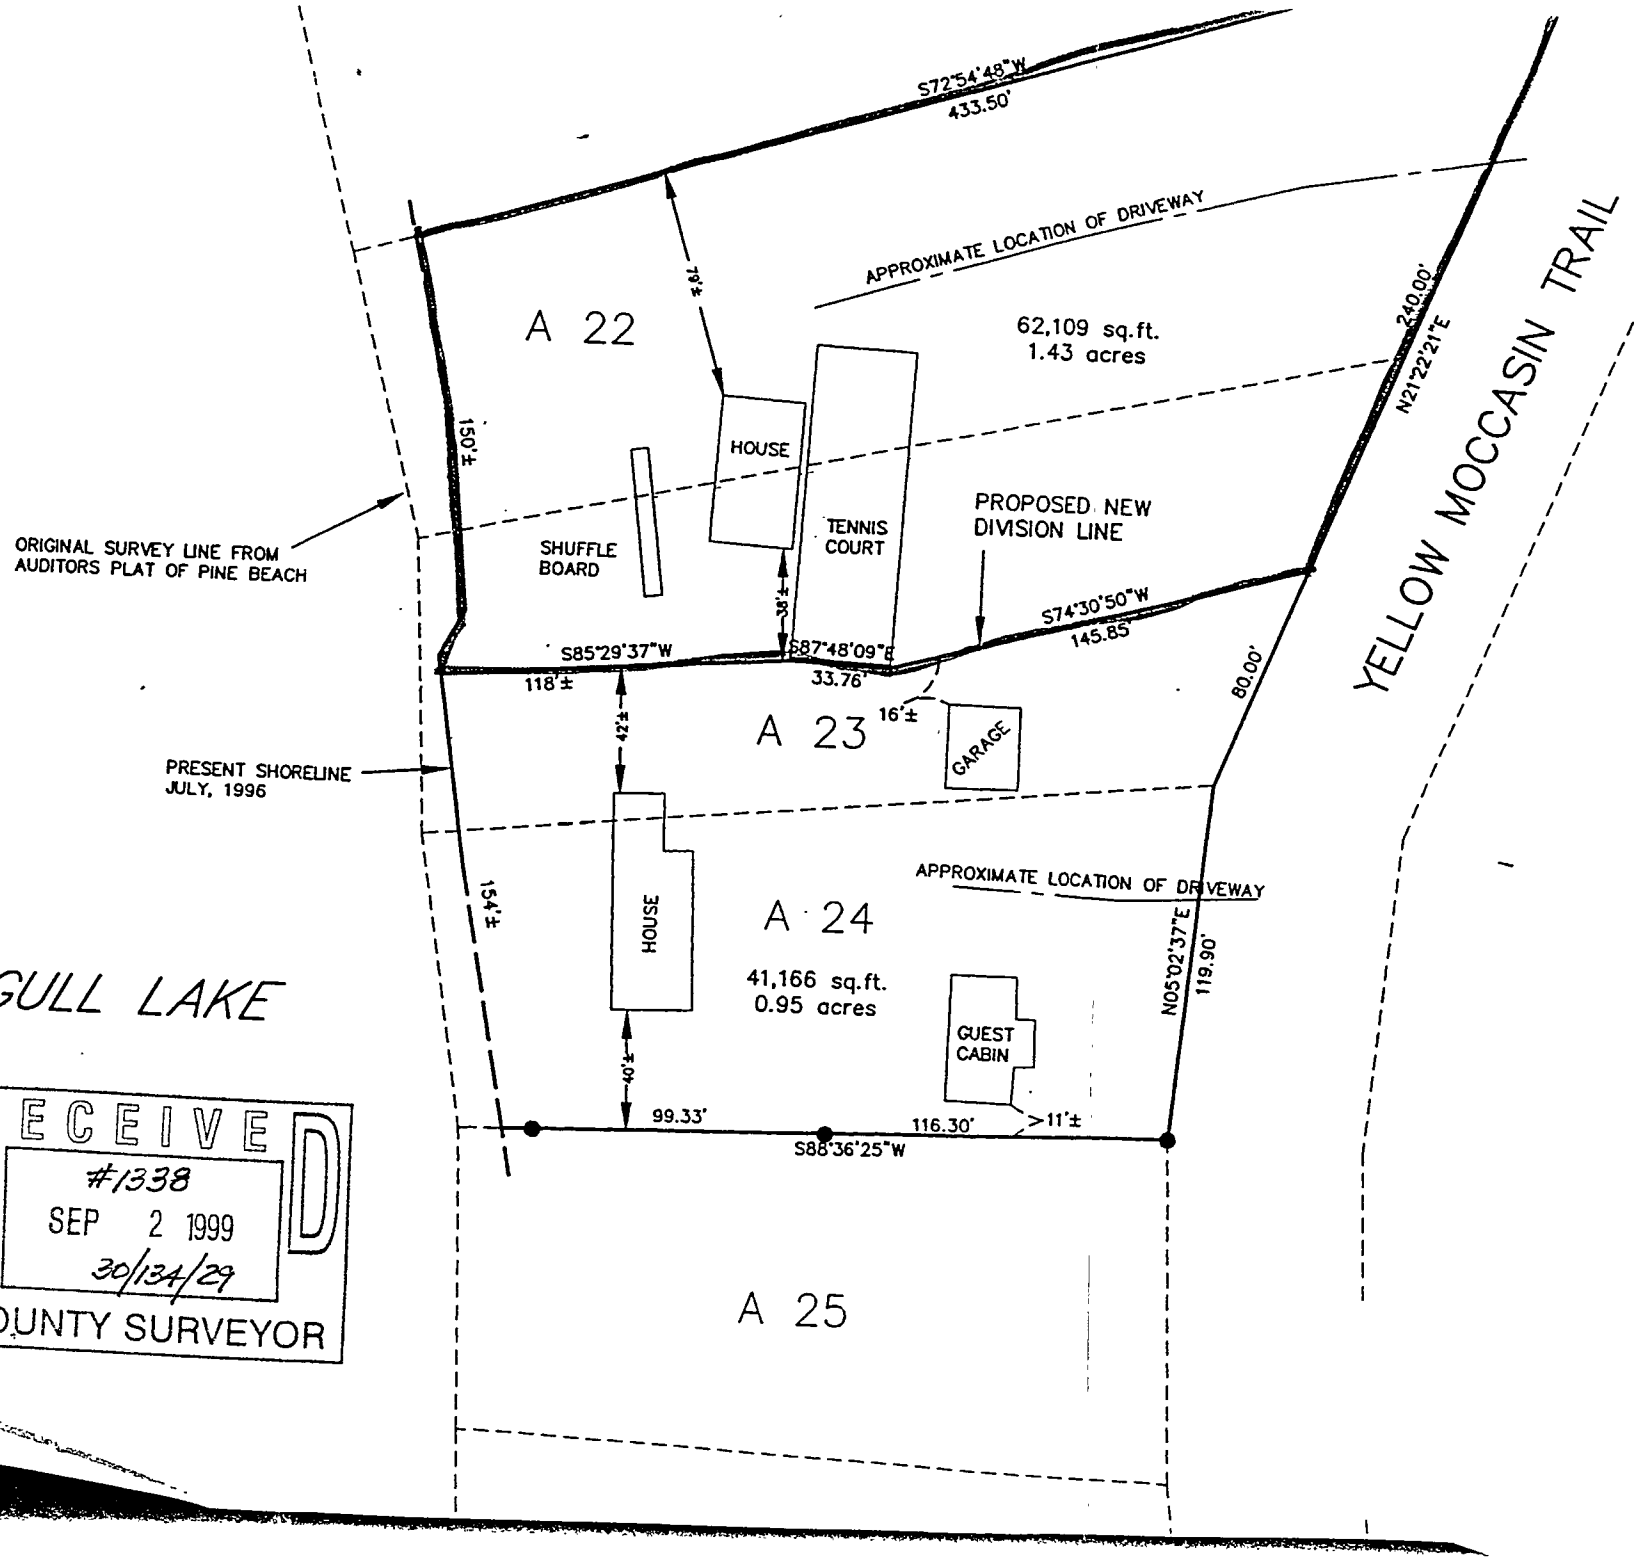 S72°54'48"W
433.50'
APPROXIMATE LOCATION OF DRIVEWAY
79'±
A 22
62,109 sq.ft.
1.43 acres
240.00'
N21°22'21"E
YELLOW MOCCASIN TRAIL
150'±
HOUSE
ORIGINAL SURVEY LINE FROM
AUDITORS PLAT OF PINE BEACH
SHUFFLE
BOARD
TENNIS
COURT
PROPOSED NEW
DIVISION LINE
38'±
S74°30'50"W
145.85'
S85°29'37"W
118'±
S87°48'09"E
33.76'
80.00'
42'±
A 23
16'±
GARAGE
PRESENT SHORELINE
JULY, 1996
154'±
HOUSE
APPROXIMATE LOCATION OF DRIVEWAY
A 24
41,166 sq.ft.
0.95 acres
N05°02'37"E
119.90'
GULL LAKE
GUEST
CABIN
40'±
99.33'
116.30'
11'±
S88°36'25"W
ECEIVED
#1338
SEP 2 1999
30/134/29
OUNTY SURVEYOR
A 25